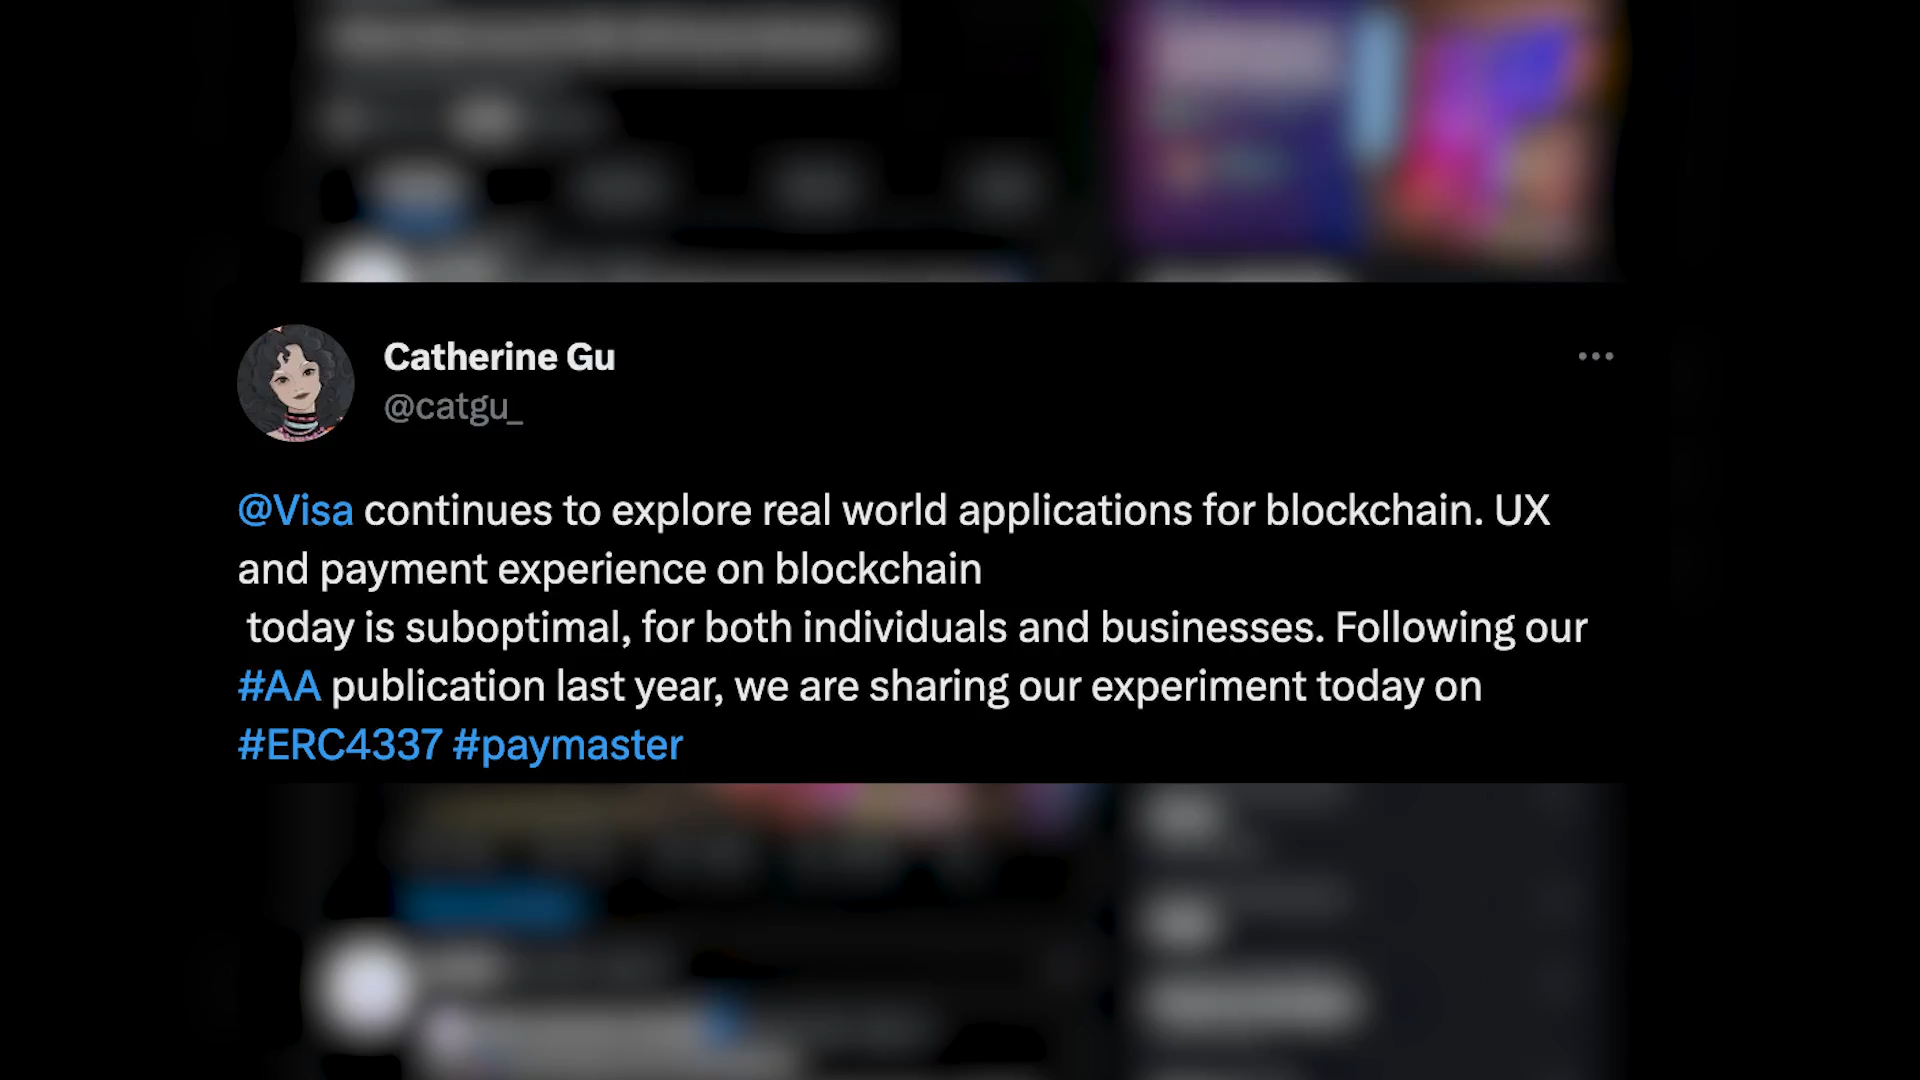 Catherine Gu
@catgu_
@Visa continues to explore real world applications for blockchain. UX
and payment experience on blockchain
today is suboptimal, for both individuals and businesses. Following our
#AA publication last year, we are sharing our experiment today on
#ERC4337 #paymaster